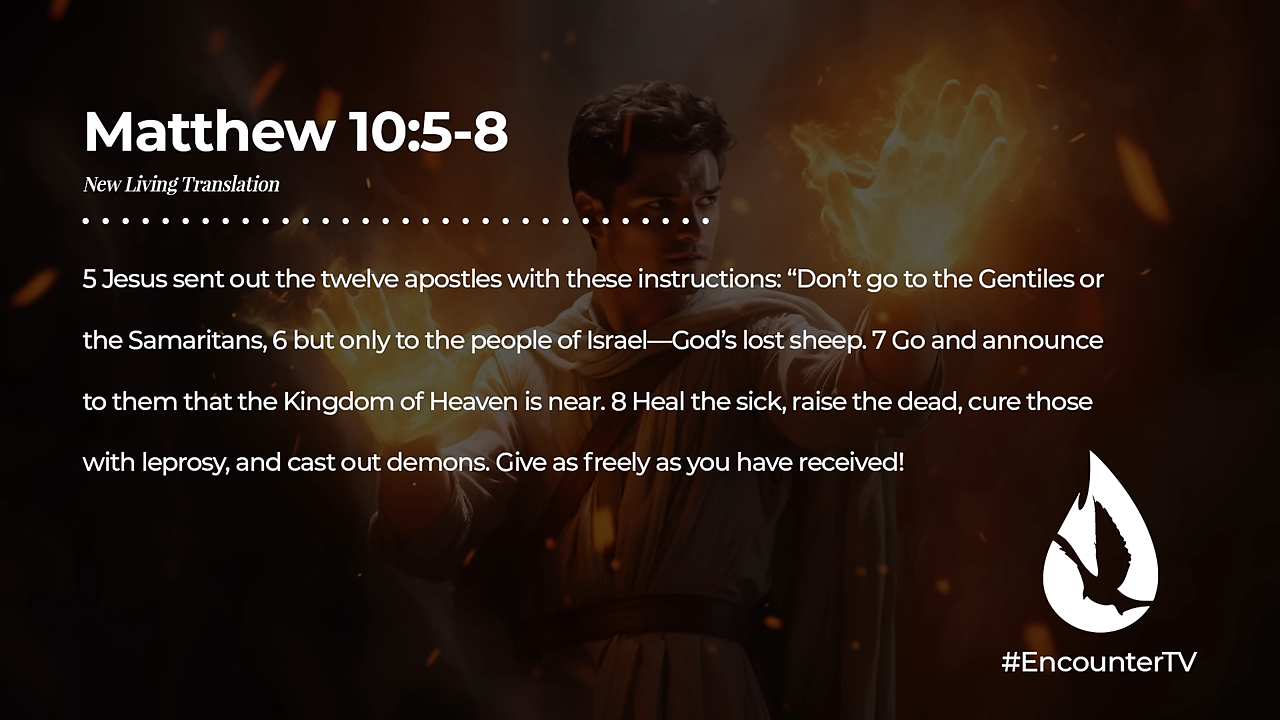 Matthew 10:5-8
New Living Translation
5 Jesus sent out the twelve apostles with these instructions: “Don’t go to the Gentiles or
the Samaritans, 6 but only to the people of Israel—God’s lost sheep. 7 Go and announce
to them that the Kingdom of Heaven is near. 8 Heal the sick, raise the dead, cure those
with leprosy, and cast out demons. Give as freely as you have received!
#EncounterTV